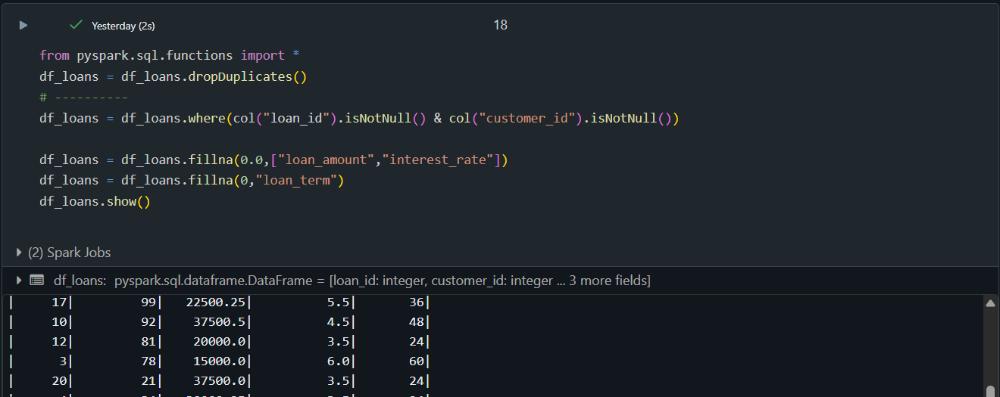 Yesterday (2s)
18
from pyspark.sql.functions import *
df_loans = df_loans.dropDuplicates()
# ----------
df_loans = df_loans.where(col("loan_id").isNotNull() & col("customer_id").isNotNull())
df_loans = df_loans.fillna(0.0,["loan_amount","interest_rate"])
df_loans = df_loans.fillna(0,"loan_term")
df_loans.show()
(2) Spark Jobs
df_loans: pyspark.sql.dataframe.DataFrame = [loan_id: integer, customer_id: integer ... 3 more fields]
| 17| 99| 22500.25| 5.5| 36|
| 10| 92| 37500.5| 4.5| 48|
| 12| 81| 20000.0| 3.5| 24|
| 3| 78| 15000.0| 6.0| 60|
| 20| 21| 37500.0| 3.5| 24|